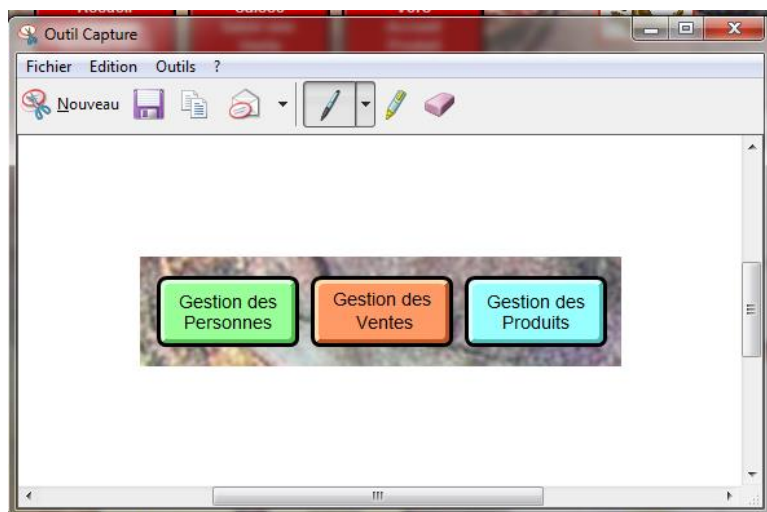 Outil Capture
Fichier Edition Outils ?
Nouveau
Gestion des
Personnes
Gestion des
Ventes
Gestion des
Produits